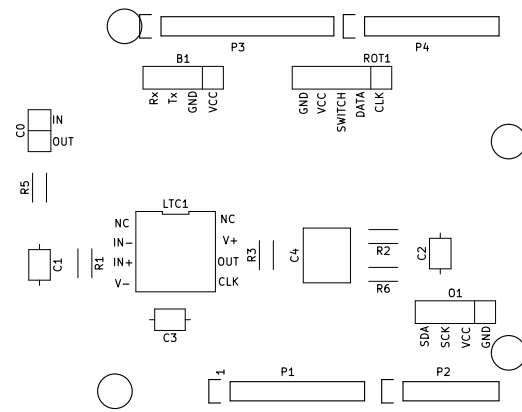 P3
P4
B1
ROT1
Rx
Tx
GND
VCC
GND
VCC
SWITCH
DATA
CLK
C0
IN
OUT
R5
LTC1
NC
IN-
IN+
V-
NC
V+
OUT
CLK
C1
R1
R3
C4
R2
R6
C2
C3
O1
SDA
SCK
VCC
GND
1
P1
P2